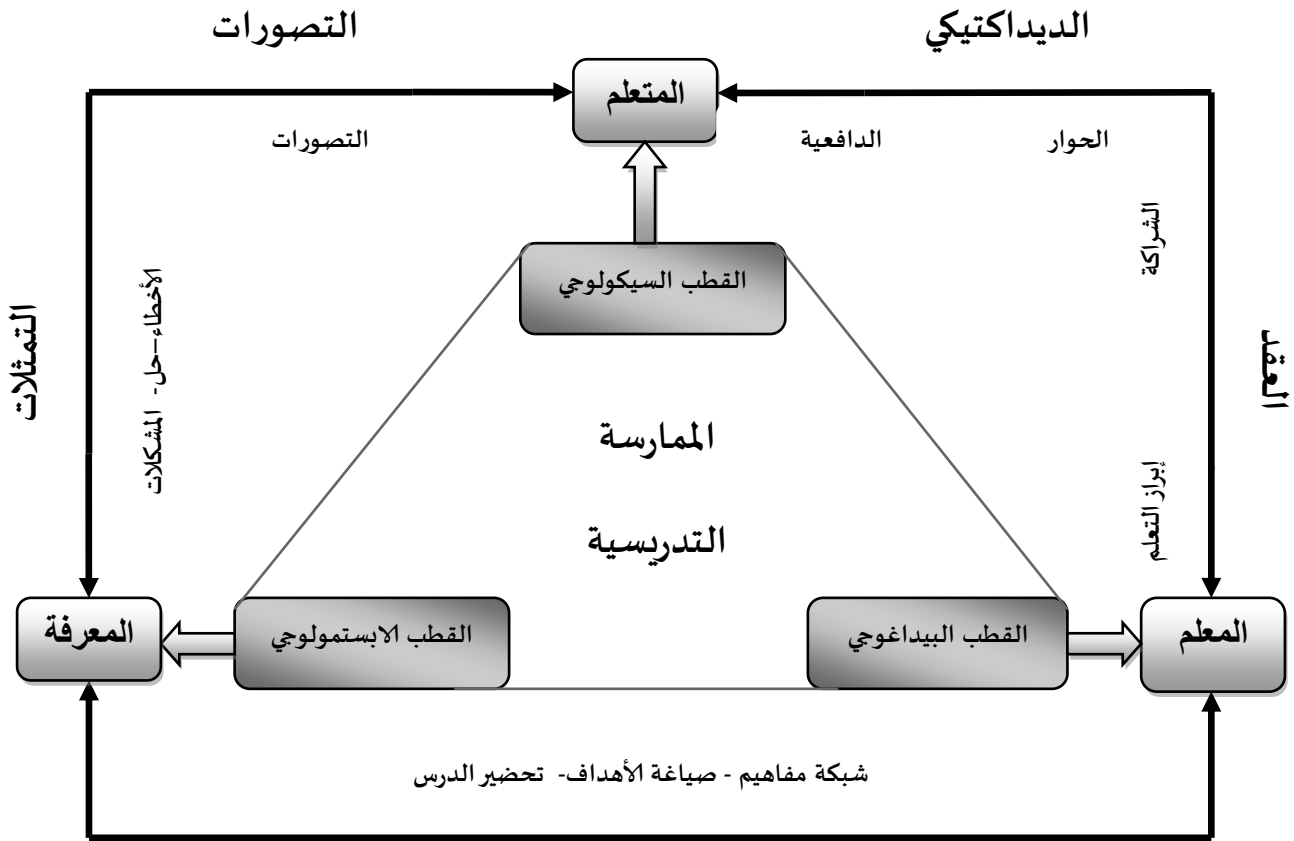 الديداكتيكي
التصورات
المتعلم
الحوار
الدافعية
التصورات
الشراكة
القطب السيكولوجي
الأخطاء–حل- المشكلات
التمثلات
العقد
الممارسة
التدريسية
إبراز التعلم
المعلم
القطب البيداغوجي
القطب الابستمولوجي
المعرفة
شبكة مفاهيم - صياغة الأهداف- تحضير الدرس